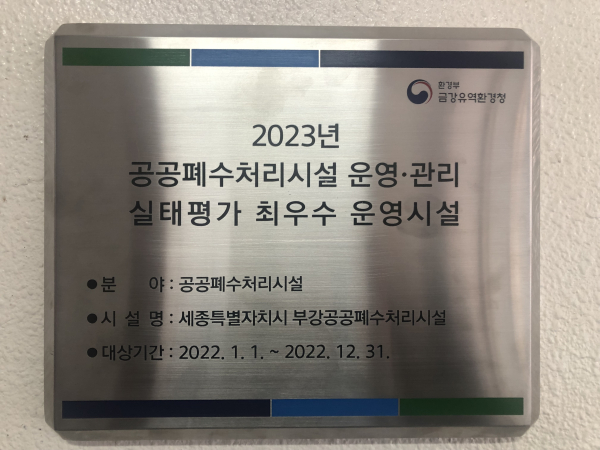 환경부
금강유역환경청
2023년
공공폐수처리시설 운영·관리
실태평가 최우수 운영시설
● 분 야 : 공공폐수처리시설
● 시 설 명 : 세종특별자치시 부강공공폐수처리시설
● 대상기간 : 2022. 1. 1. ~ 2022. 12. 31.